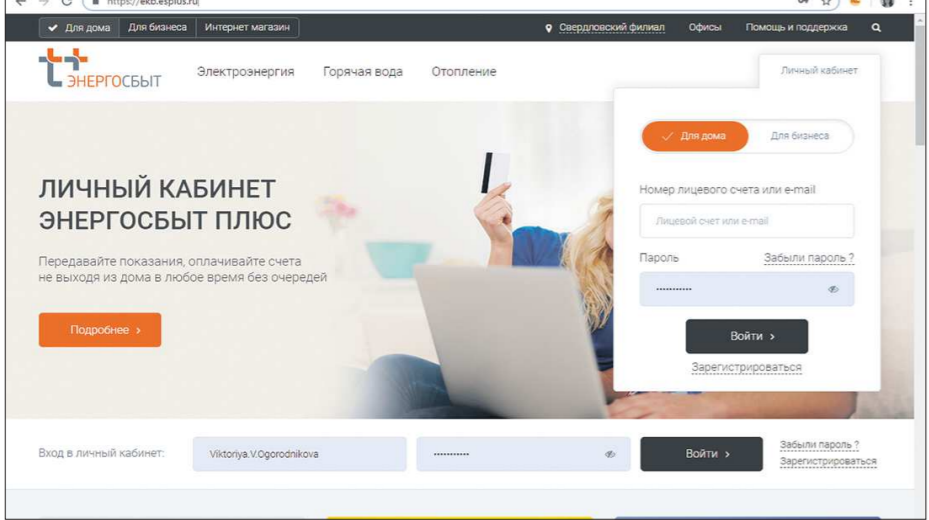 https://ekb.esplus.ru
Для дома Для бизнеса Интернет магазин Свердловский филиал Офисы Помощь и поддержка
t+ ЭНЕРГОСБЫТ
Электроэнергия Горячая вода Отопление Личный кабинет
Для дома Для бизнеса
ЛИЧНЫЙ КАБИНЕТ
ЭНЕРГОСБЫТ ПЛЮС
Передавайте показания, оплачивайте счета
не выходя из дома в любое время без очередей
Подробнее ›
Номер лицевого счета или e-mail
Лицевой счет или e-mail
Пароль Забыли пароль ?
•••••••••••
Войти ›
Зарегистрироваться
Вход в личный кабинет: Viktoriya.V.Ogorodnikova ••••••••••• Войти ›
Забыли пароль ?
Зарегистрироваться